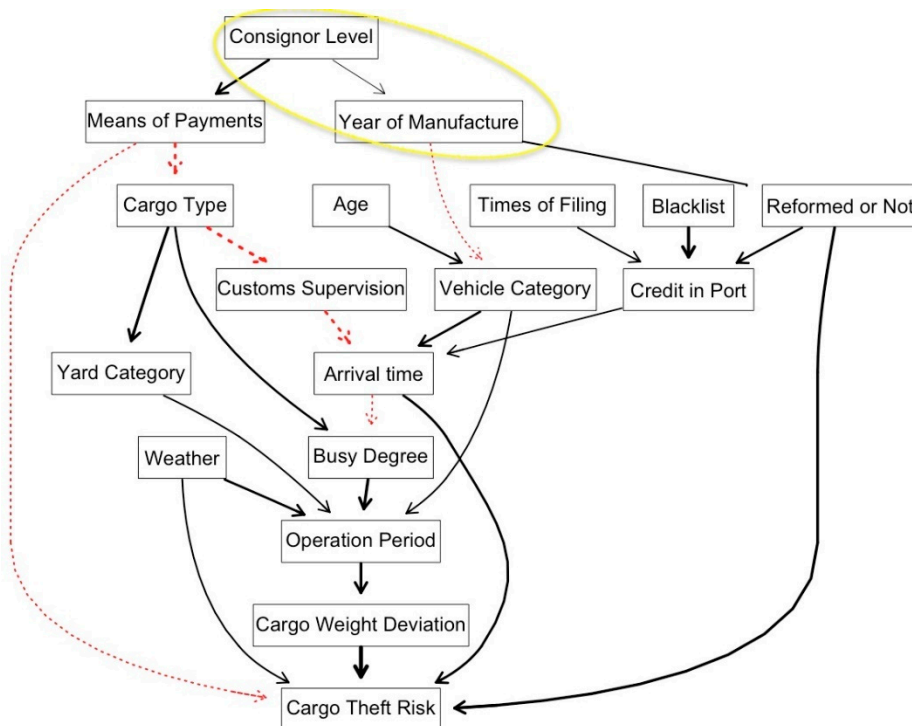 Consignor Level
Means of Payments
Year of Manufacture
Cargo Type
Age
Times of Filing
Blacklist
Reformed or Not
Customs Supervision
Vehicle Category
Credit in Port
Yard Category
Arrival time
Weather
Busy Degree
Operation Period
Cargo Weight Deviation
Cargo Theft Risk